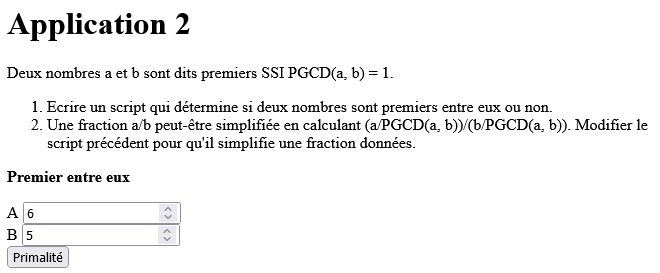 Application 2
Deux nombres a et b sont dits premiers SSI PGCD(a, b) = 1.
1. Ecrire un script qui détermine si deux nombres sont premiers entre eux ou non.
2. Une fraction a/b peut-être simplifiée en calculant (a/PGCD(a, b))/(b/PGCD(a, b)). Modifier le
script précédent pour qu'il simplifie une fraction données.
Premier entre eux
A 6
B 5
Primalité